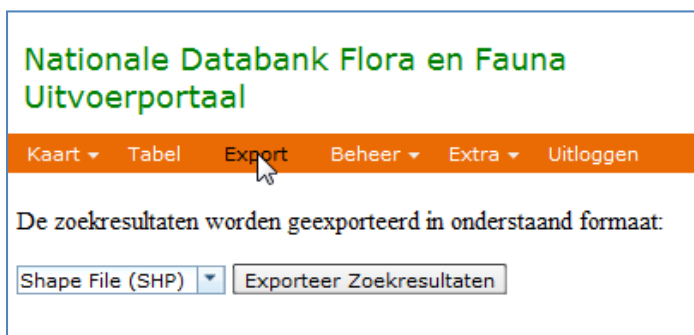 Nationale Databank Flora en Fauna
Uitvoerportaal
Kaart Tabel Export Beheer Extra Uitloggen
De zoekresultaten worden geexporteerd in onderstaand formaat:
Shape File (SHP) Exporteer Zoekresultaten